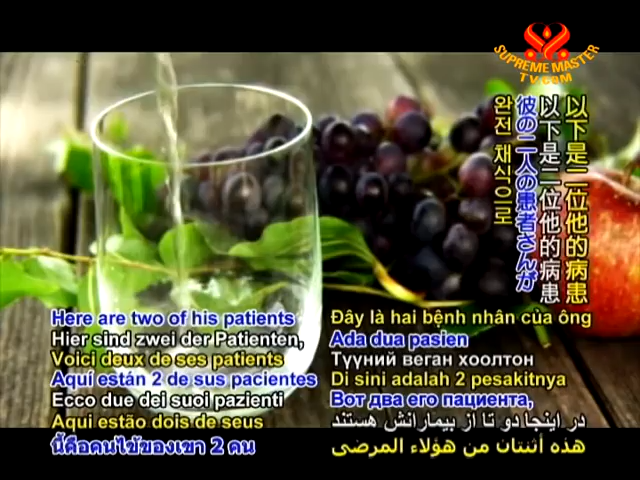 SUPREME MASTER
TV.COM
以下是二位他的病患
以下是二位他的病患
彼の二人の患者さんが
완전 채식으로
Here are two of his patients
Hier sind zwei der Patienten,
Voici deux de ses patients
Aquí están 2 de sus pacientes
Ecco due dei suoi pazienti
Aqui estão dois de seus
นี้คือคนไข้ของเขา 2 คน
Đây là hai bệnh nhân của ông
Ada dua pasien
Түүний веган хоолтон
Di sini adalah 2 pesakitnya
Вот два его пациента,
در اینجا دو تا از بیمارانش هستند
هذه أثنتان من هؤلاء المرضى